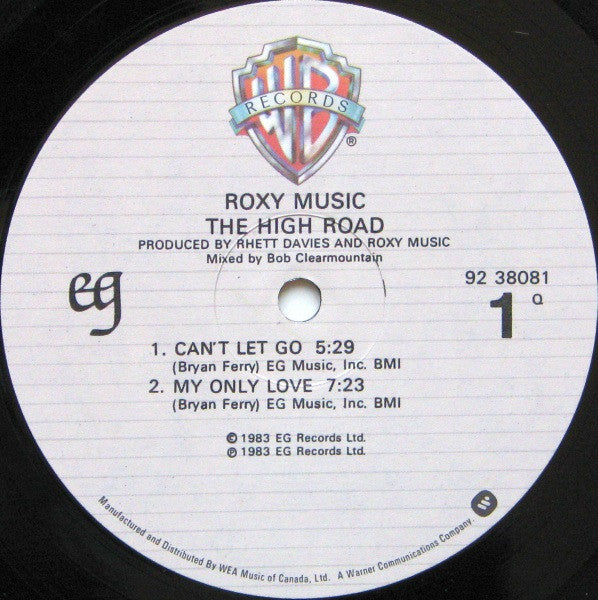 WB
RECORDS
®
ROXY MUSIC
THE HIGH ROAD
PRODUCED BY RHETT DAVIES AND ROXY MUSIC
Mixed by Bob Clearmountain
eg
92 38081
1 Q
1. CAN'T LET GO 5:29
(Bryan Ferry) EG Music, Inc. BMI
2. MY ONLY LOVE 7:23
(Bryan Ferry) EG Music, Inc. BMI
© 1983 EG Records Ltd.
℗ 1983 EG Records Ltd.
Manufactured and Distributed By WEA Music of Canada, Ltd. A Warner Communications Company.